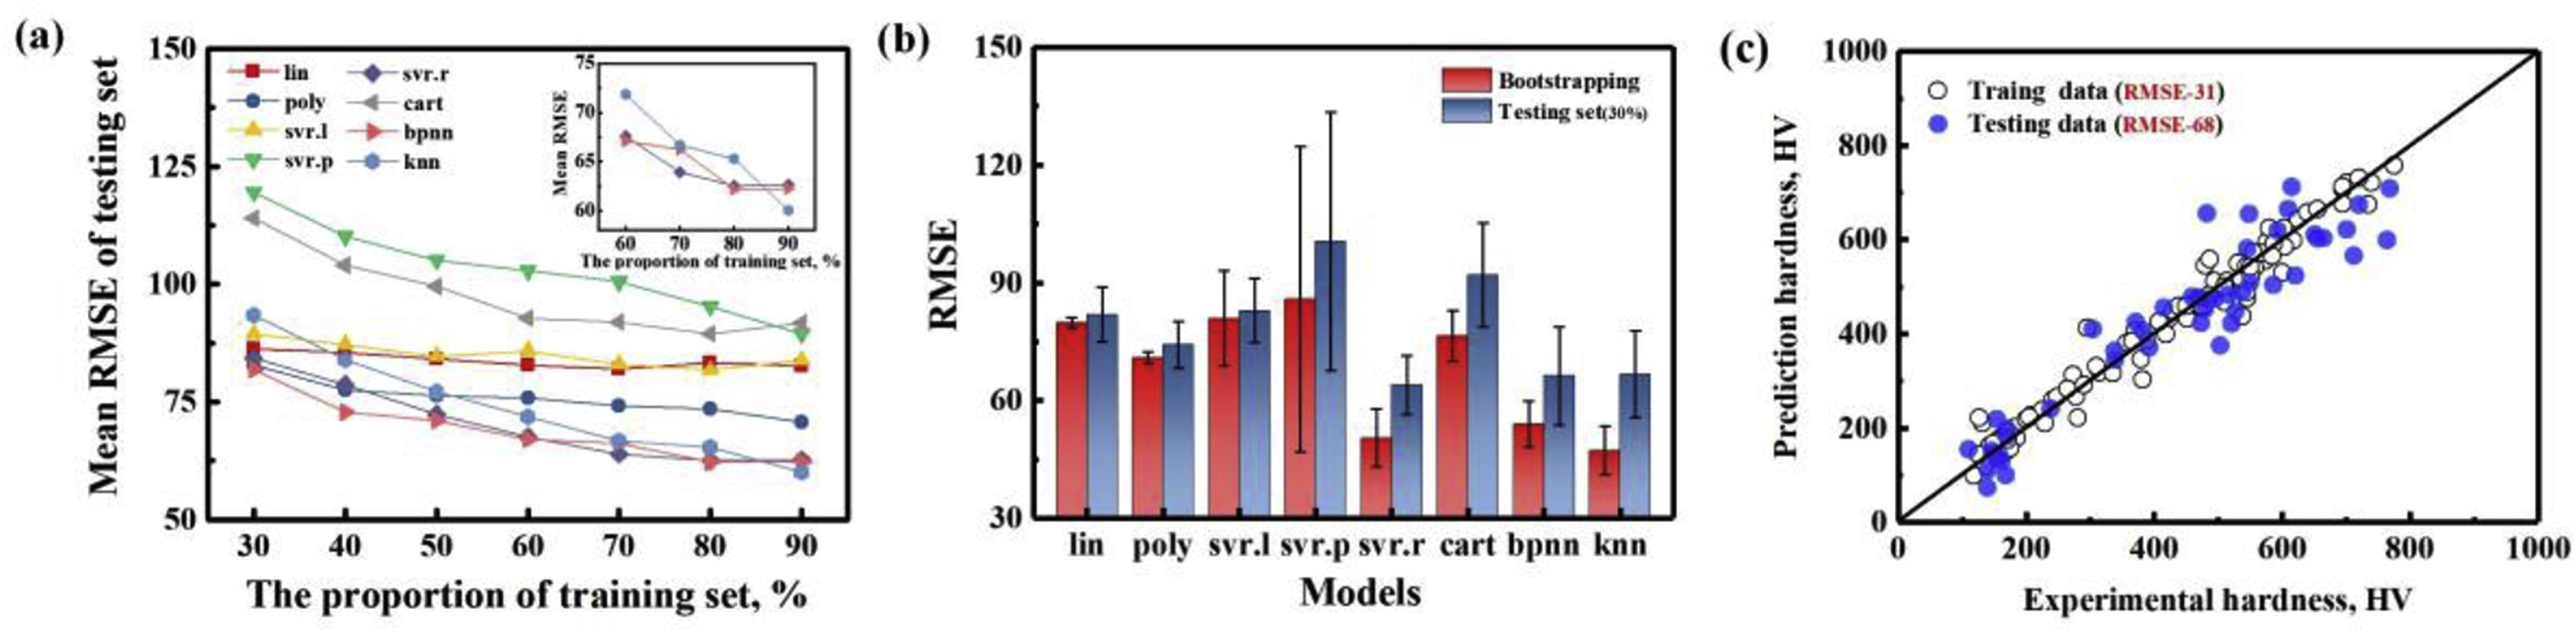 (a)
Mean RMSE of testing set
150
125
100
75
50
lin
poly
svr.l
svr.p
svr.r
cart
bpnn
knn
75
70
65
60
Mean RMSE
60 70 80 90
The proportion of training set, %
30 40 50 60 70 80 90
The proportion of training set, %
(b)
RMSE
150
120
90
60
30
Bootstrapping
Testing set(30%)
lin poly svr.l svr.p svr.r cart bpnn knn
Models
(c)
Prediction hardness, HV
1000
800
600
400
200
0
Traing data (RMSE-31)
Testing data (RMSE-68)
0 200 400 600 800 1000
Experimental hardness, HV